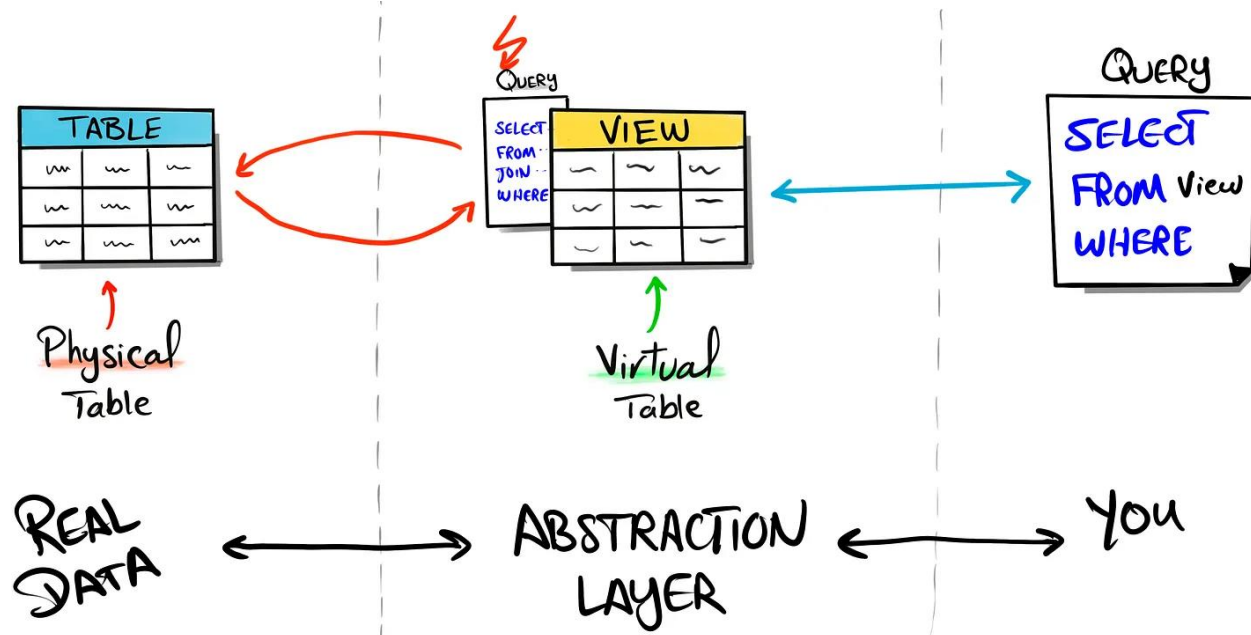 TABLE
Physical
Table
QUERY
SELECT..
FROM..
JOIN..
WHERE
VIEW
Virtual
Table
QUERY
SELECT
FROM View
WHERE
REAL
DATA
ABSTRACTION
LAYER
YOU